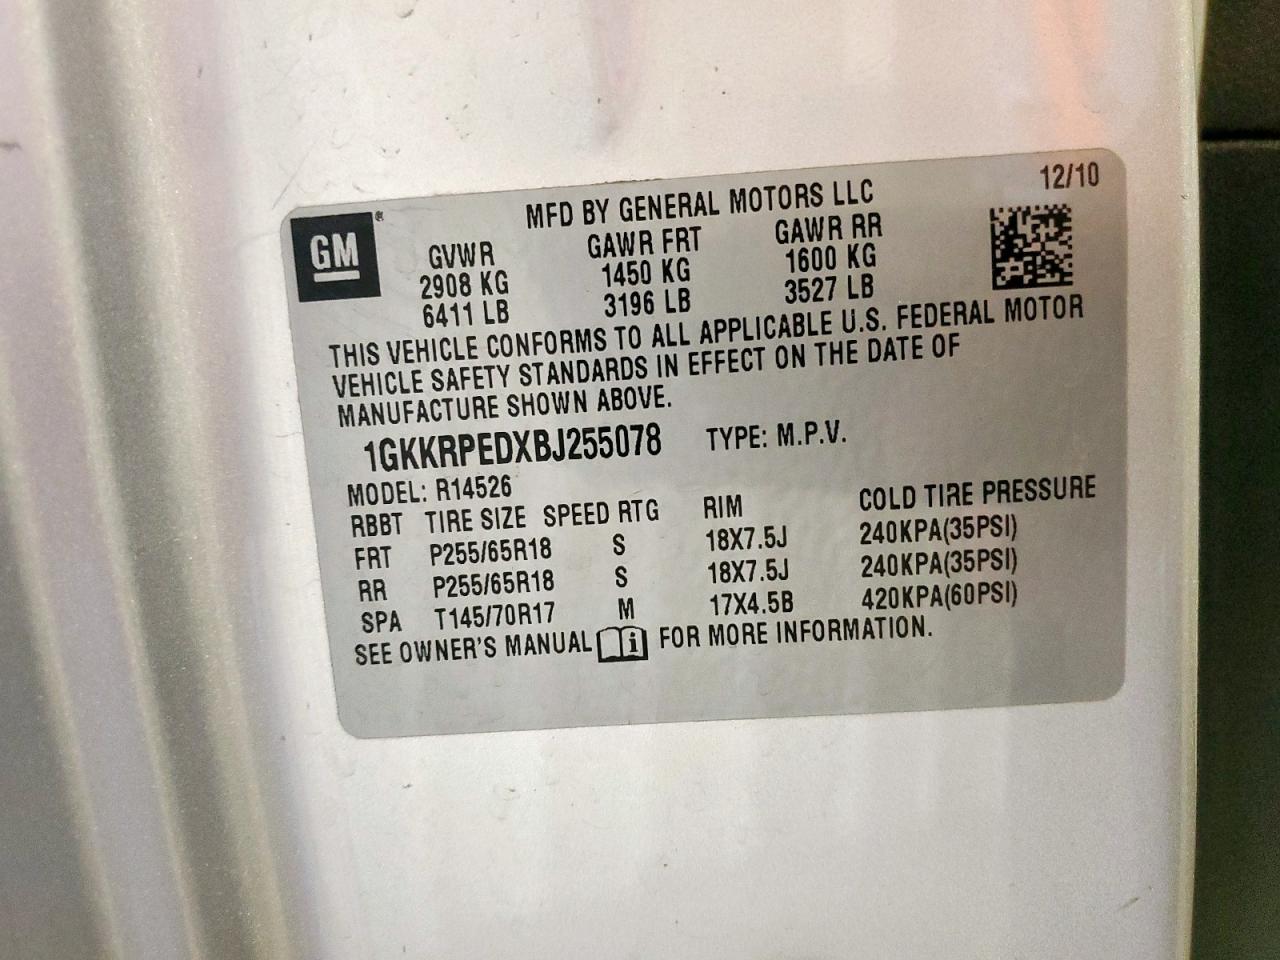 12/10
MFD BY GENERAL MOTORS LLC
GM®
GVWR GAWR FRT GAWR RR
2908 KG 1450 KG 1600 KG
6411 LB 3196 LB 3527 LB
THIS VEHICLE CONFORMS TO ALL APPLICABLE U.S. FEDERAL MOTOR
VEHICLE SAFETY STANDARDS IN EFFECT ON THE DATE OF
MANUFACTURE SHOWN ABOVE.
1GKKRPEDXBJ255078 TYPE: M.P.V.
MODEL: R14526
RBBT TIRE SIZE SPEED RTG RIM COLD TIRE PRESSURE
FRT P255/65R18 S 18X7.5J 240KPA(35PSI)
RR P255/65R18 S 18X7.5J 240KPA(35PSI)
SPA T145/70R17 M 17X4.5B 420KPA(60PSI)
SEE OWNER'S MANUAL i FOR MORE INFORMATION.